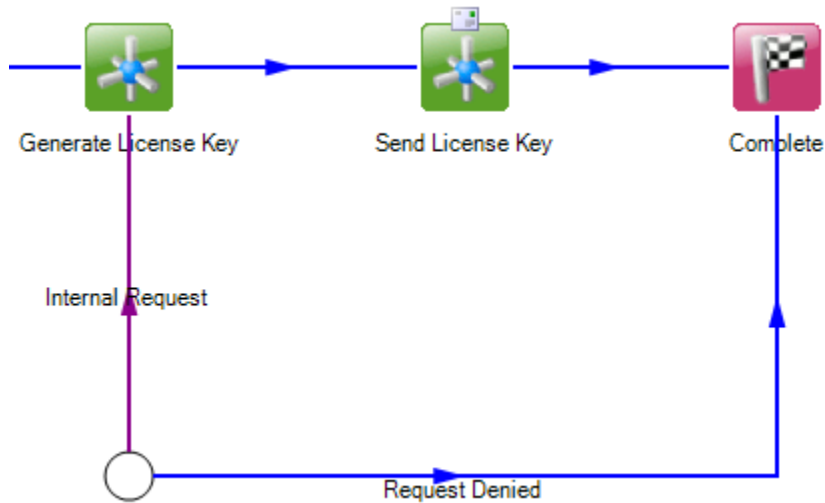 Generate License Key
Send License Key
Complete
Internal Request
Request Denied